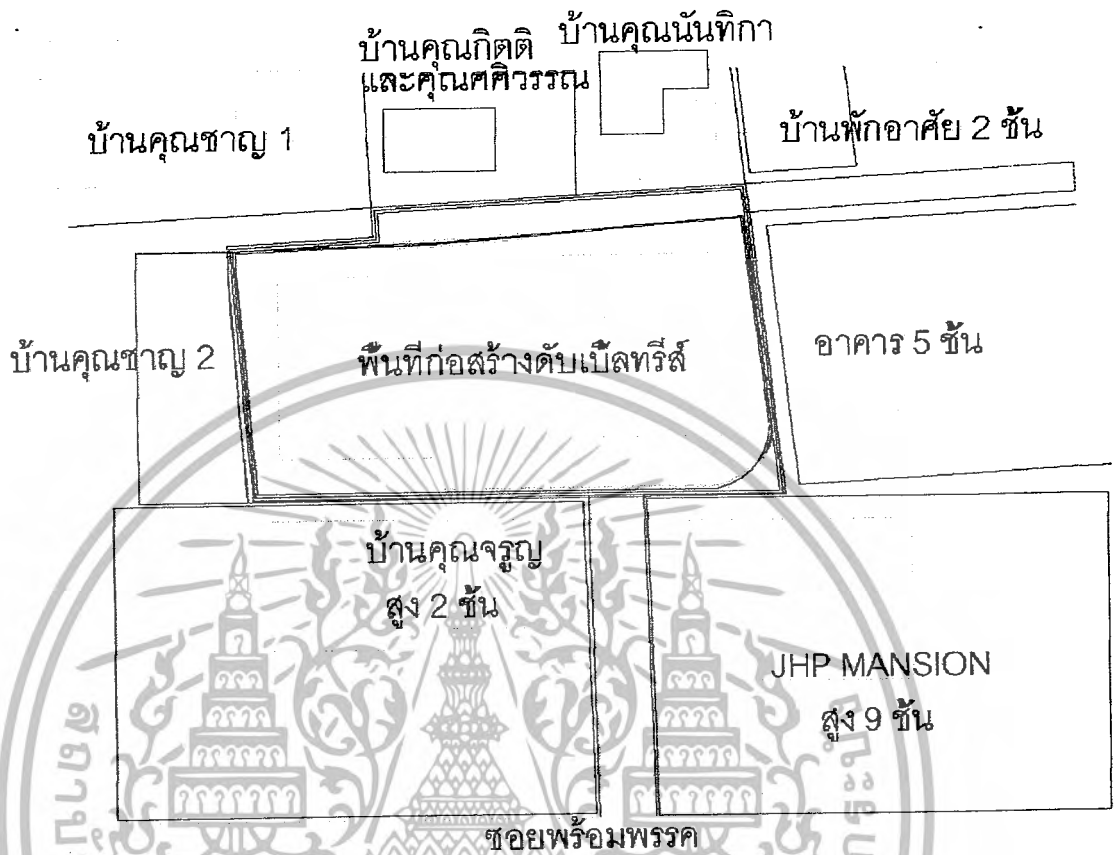 บ้านคุณกิตติ
และคุณศศิวรรณ
บ้านคุณนันทิกา
บ้านคุณชาญ 1
บ้านพักอาศัย 2 ชั้น
บ้านคุณชาญ 2
พื้นที่ก่อสร้างดับเบิ้ลทรีส์
อาคาร 5 ชั้น
บ้านคุณจรูญ
สูง 2 ชั้น
JHP MANSION
สูง 9 ชั้น
ซอยพร้อมพรรค